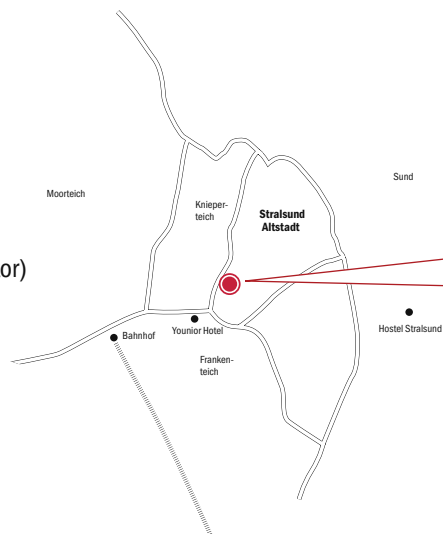 Moorteich
Sund
Knieper-
teich
Stralsund
Altstadt
or)
Bahnhof
Younior Hotel
Hostel Stralsund
Franken-
teich